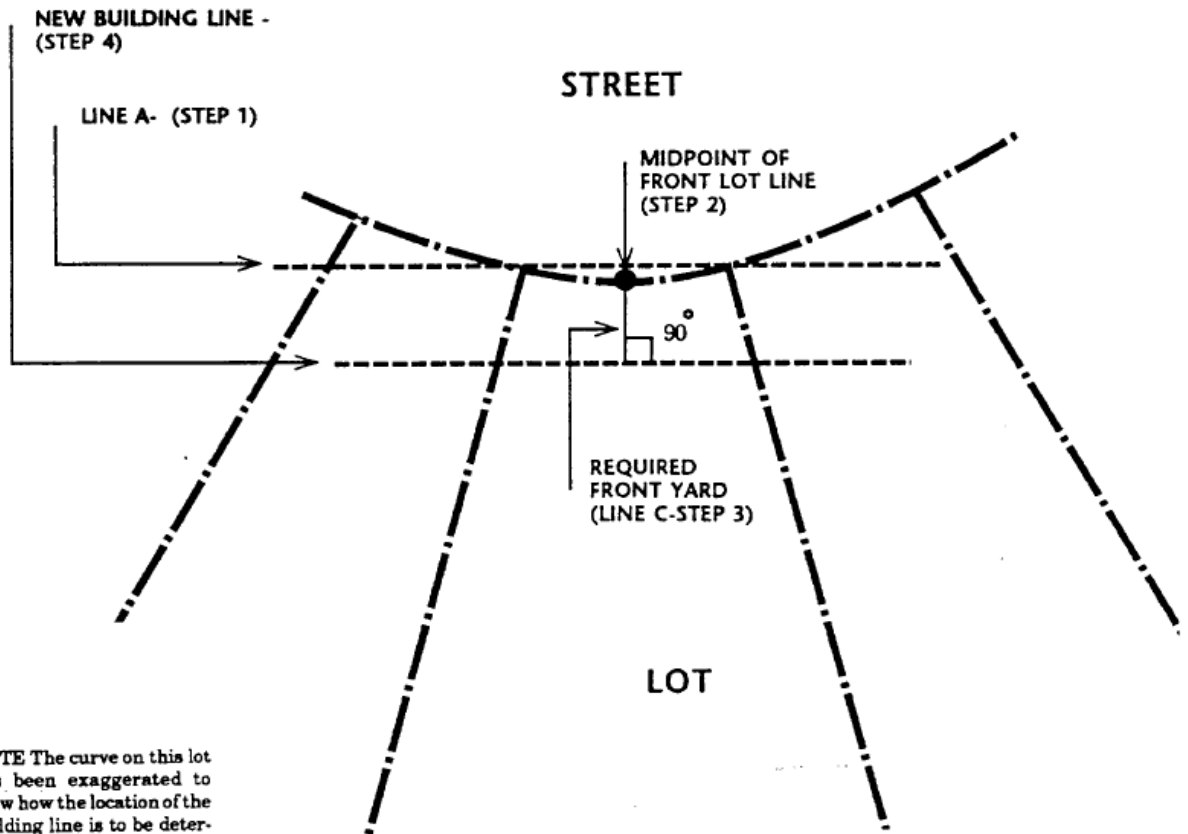 NEW BUILDING LINE -
(STEP 4)
STREET
LINE A- (STEP 1)
MIDPOINT OF
FRONT LOT LINE
(STEP 2)
90°
REQUIRED
FRONT YARD
(LINE C-STEP 3)
LOT
TE The curve on this lot
s been exaggerated to
w how the location of the
lding line is to be deter-